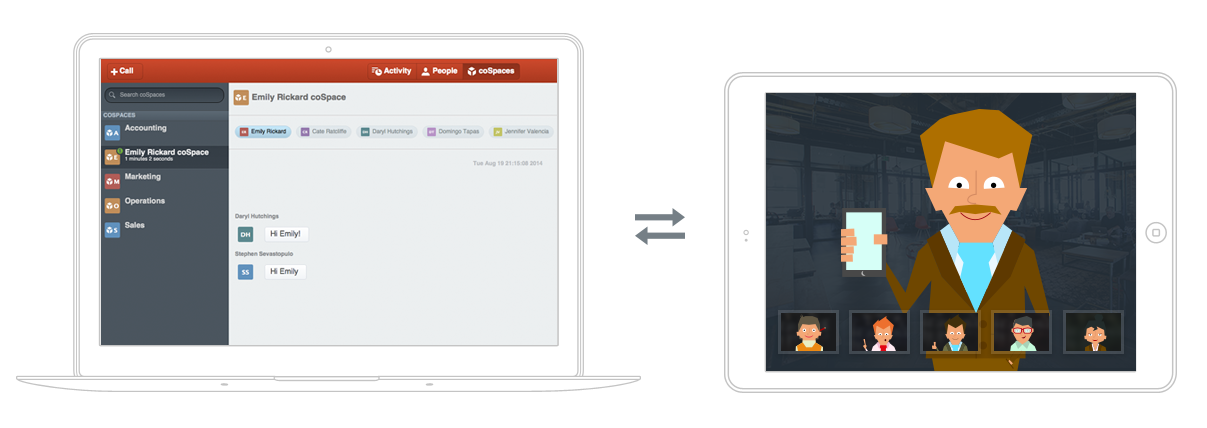 + Call
Activity
People
coSpaces
Search coSpaces
COSPACES
A
Accounting
E
Emily Rickard coSpace
1 minutes 2 seconds
M
Marketing
O
Operations
S
Sales
E
Emily Rickard coSpace
ER Emily Rickard
CR Cate Ratcliffe
DH Daryl Hutchings
DT Domingo Tapas
JV Jennifer Valencia
Tue Aug 19 21:15:08 2014
Daryl Hutchings
DH
Hi Emily!
Stephen Sevastopulo
SS
Hi Emily